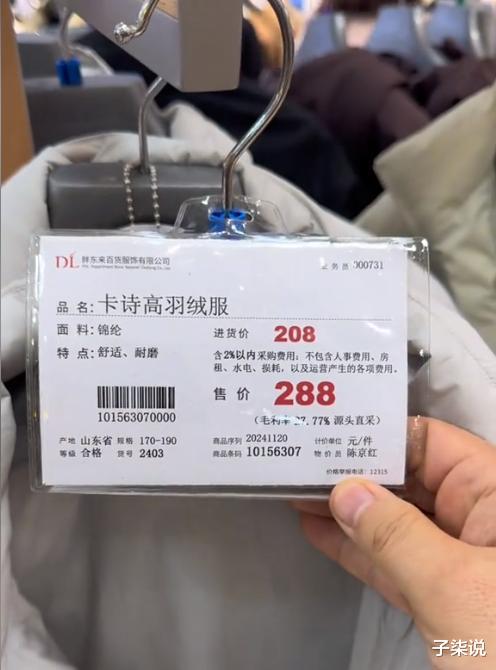 DL 胖东来百货服饰有限公司
业务员 000731
品名:卡诗高羽绒服
面料:锦纶
进货价 208
特点:舒适、耐磨
含2%以内采购费用;不包含人事费用、房
租、水电、损耗,以及运营产生的各项费用。
售价 288
(毛利率 27.77% 源头直采)
101563070000
产地 山东省 规格 170-190
商品序列 20241120 计价单位 元/件
等级 合格 货号 2403
商品条码 10156307 物价员 陈京红
价格举报电话:12315
子柒说